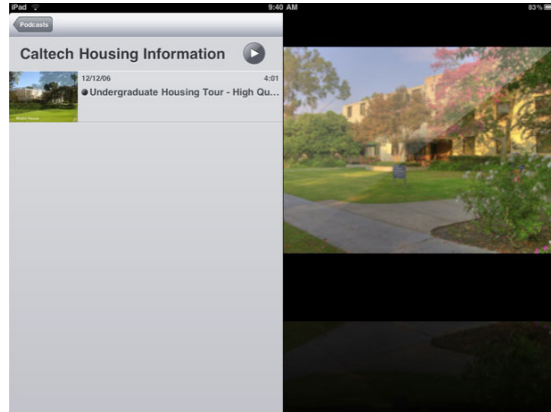 iPad 9:40 AM 83%
Podcasts
Caltech Housing Information
12/12/06 4:01
Undergraduate Housing Tour - High Qu...